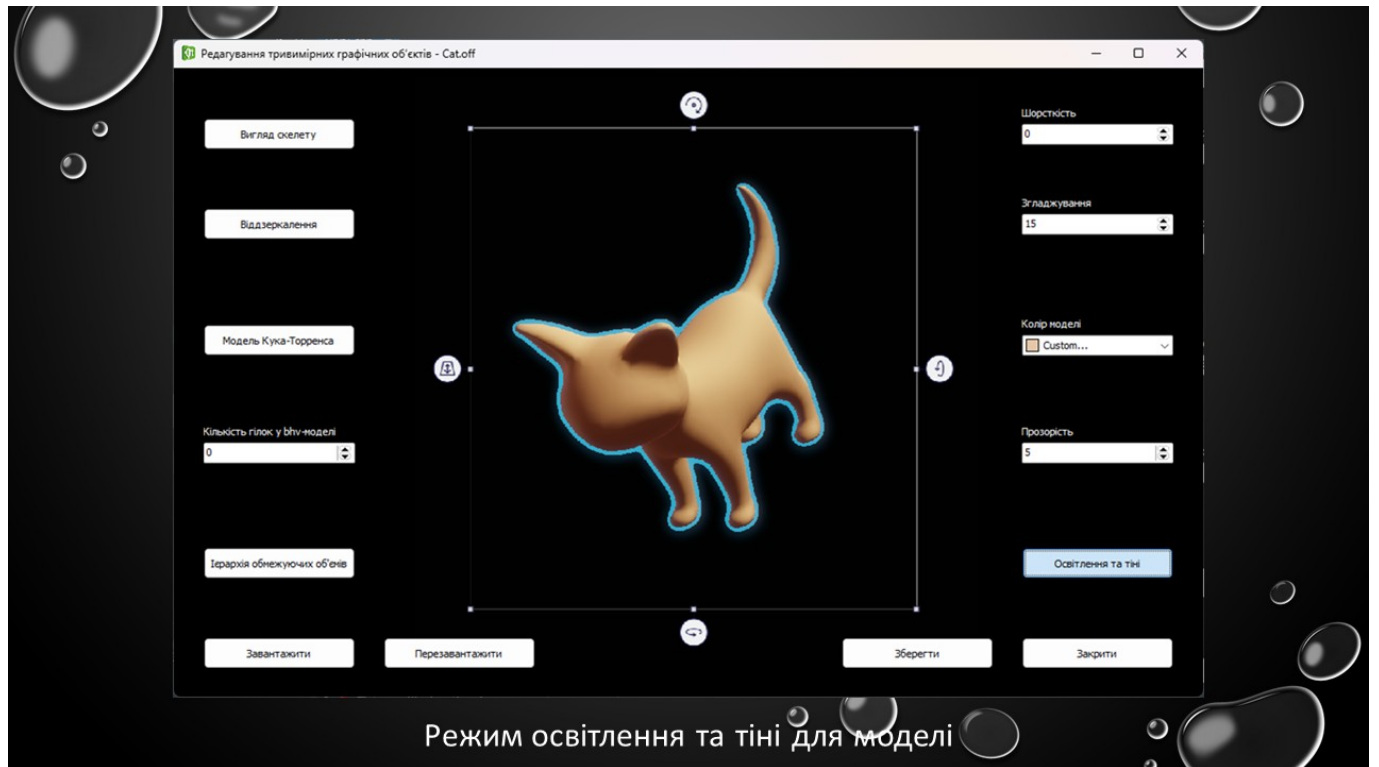 Редагування тривимірних графічних об'єктів - Cat.off
Вигляд скелету
Віддзеркалення
Модель Кука-Торренса
Кількість гілок у bhv-моделі
0
Ієрархія обмежуючих об'ємів
Шорсткість
0
Згладжування
15
Колір моделі
Custom...
Прозорість
5
Освітлення та тіні
Завантажити
Перезавантажити
Зберегти
Закрити
Режим освітлення та тіні для моделі